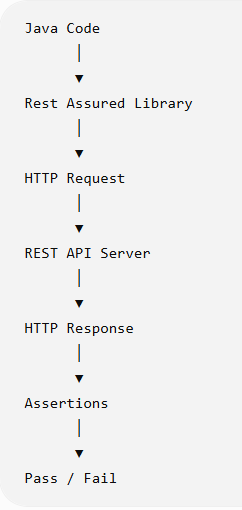 Java Code
│
▼
Rest Assured Library
│
▼
HTTP Request
│
▼
REST API Server
│
▼
HTTP Response
│
▼
Assertions
│
▼
Pass / Fail